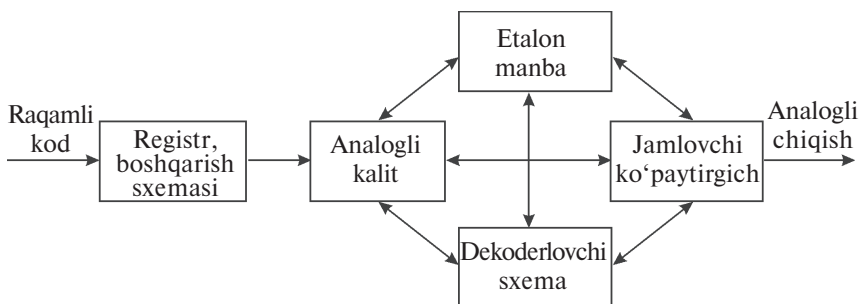 Etalon
manba
Raqamli
kod
Registr,
boshqarish
sxemasi
Analogli
kalit
Jamlovchi
ko‘paytirgich
Analogli
chiqish
Dekoderlovchi
sxema